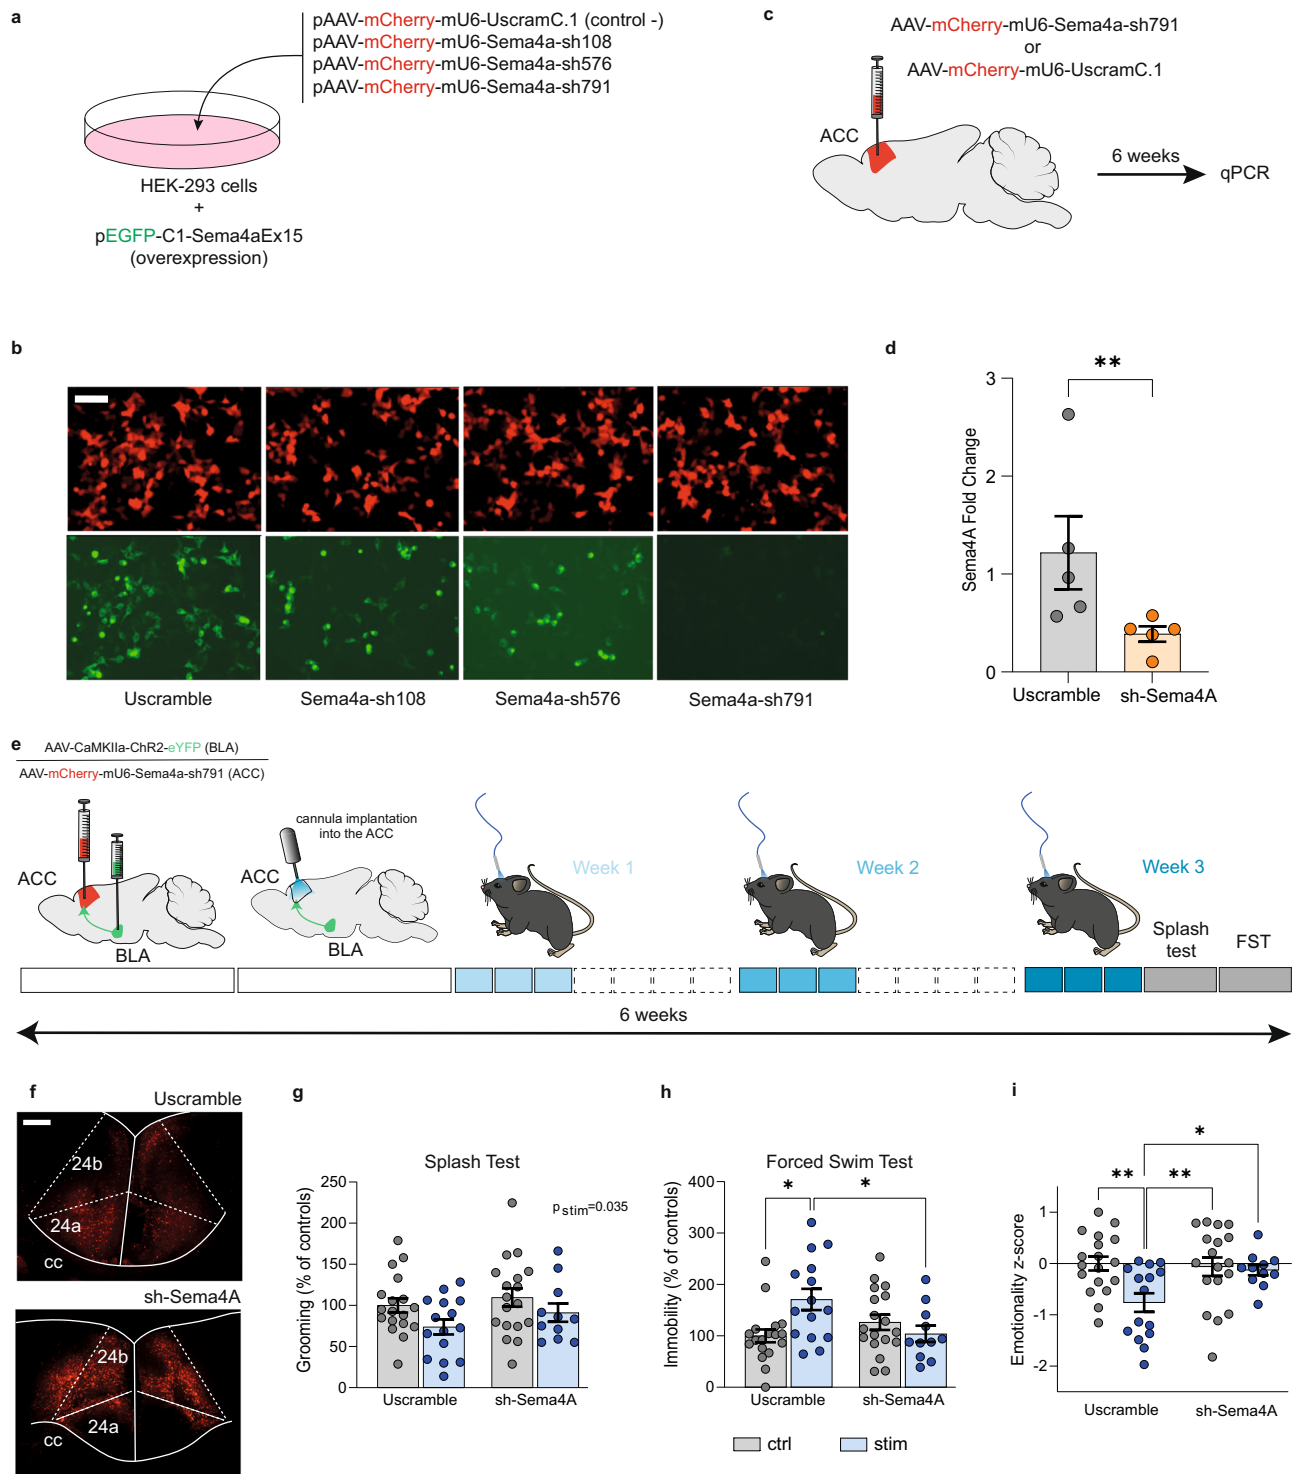 a
pAAV-mCherry-mU6-UscramC.1 (control -)
pAAV-mCherry-mU6-Sema4a-sh108
pAAV-mCherry-mU6-Sema4a-sh576
pAAV-mCherry-mU6-Sema4a-sh791
HEK-293 cells
+
pEGFP-C1-Sema4aEx15
(overexpression)
c
AAV-mCherry-mU6-Sema4a-sh791
or
AAV-mCherry-mU6-UscramC.1
ACC
6 weeks
qPCR
b
Uscramble
Sema4a-sh108
Sema4a-sh576
Sema4a-sh791
d
Sema4A Fold Change
3
2
1
0
**
Uscramble
sh-Sema4A
e
AAV-CaMKIIa-ChR2-eYFP (BLA)
AAV-mCherry-mU6-Sema4a-sh791 (ACC)
ACC
BLA
cannula implantation
into the ACC
ACC
BLA
Week 1
Week 2
Week 3
Splash
test
FST
6 weeks
f
Uscramble
24b
24a
cc
sh-Sema4A
24b
24a
cc
g
Splash Test
Grooming (% of controls)
250
200
150
100
50
0
p stim=0.035
Uscramble
sh-Sema4A
h
Forced Swim Test
Immobility (% of controls)
400
300
200
100
0
*
*
Uscramble
sh-Sema4A
ctrl
stim
i
Emotionality z-score
1
0
-1
-2
*
**
**
Uscramble
sh-Sema4A